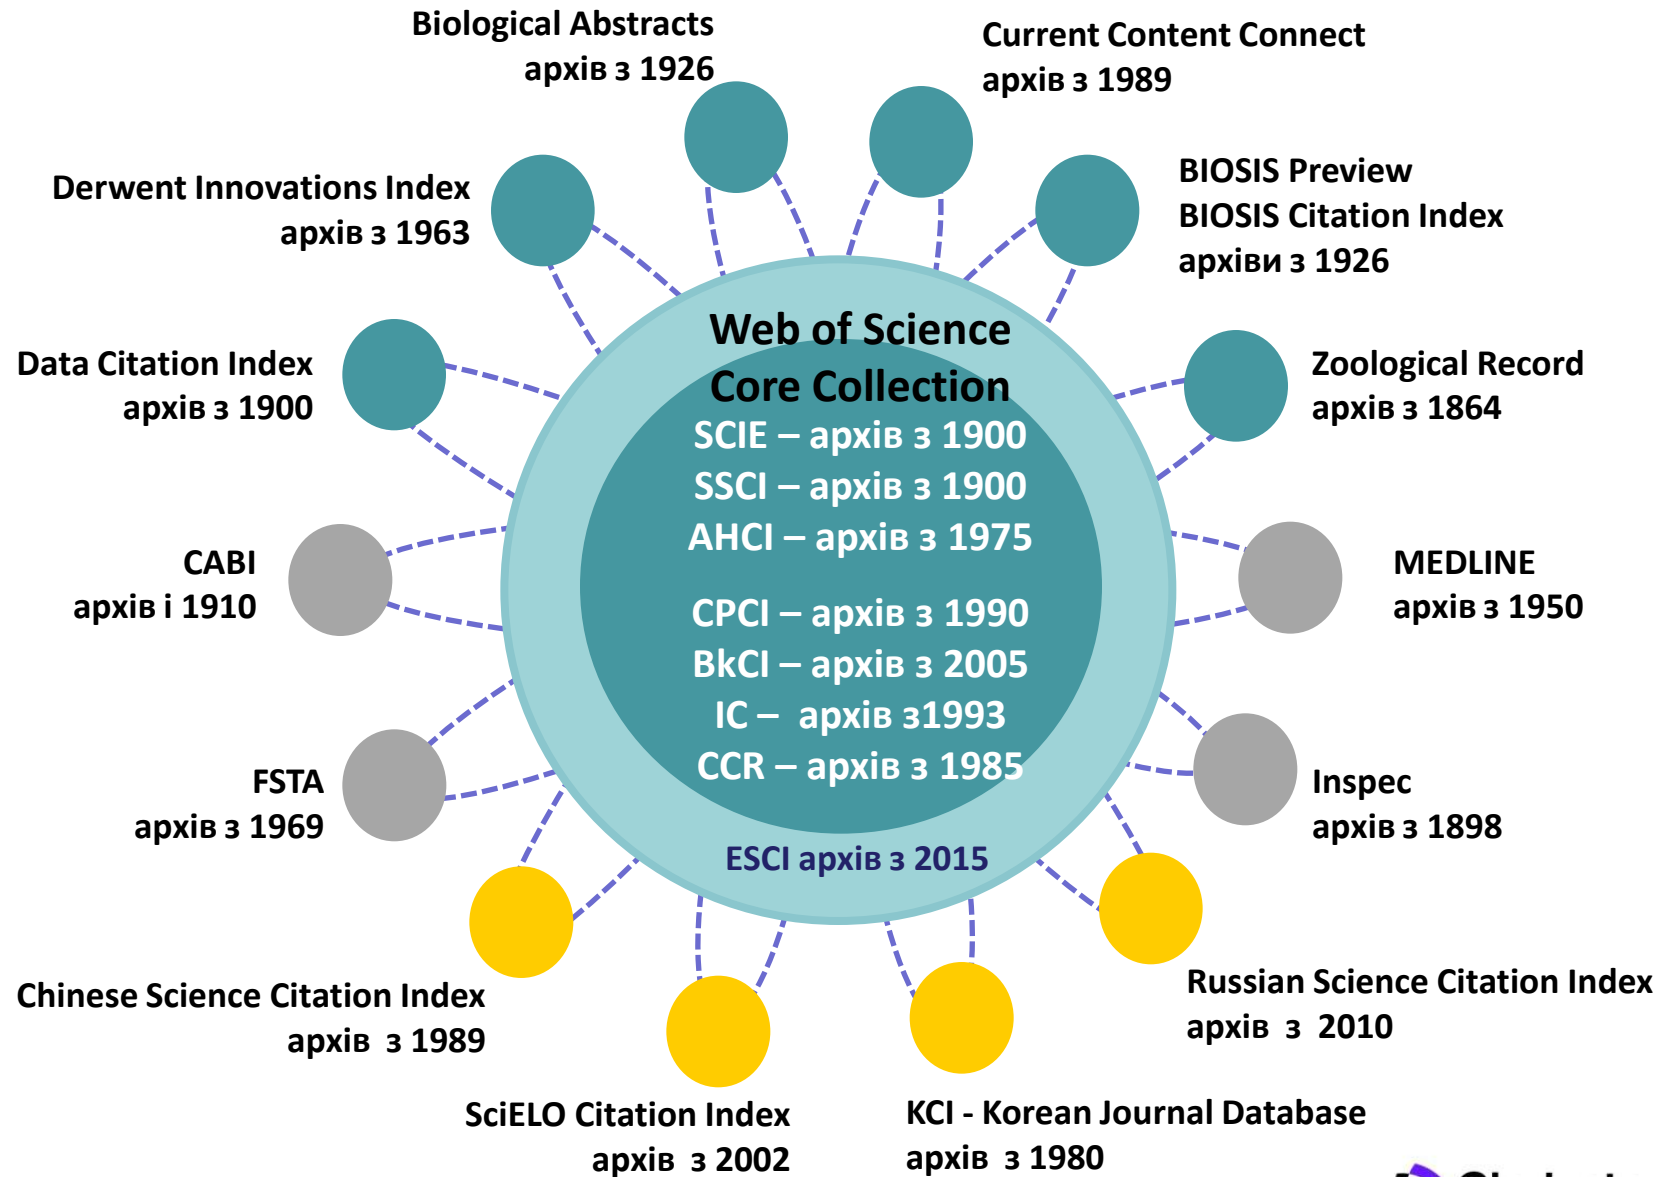 Biological Abstracts
архів з 1926
Current Content Connect
архів з 1989
Derwent Innovations Index
архів з 1963
BIOSIS Preview
BIOSIS Citation Index
архіви з 1926
Data Citation Index
архів з 1900
Zoological Record
архів з 1864
Web of Science
Core Collection
SCIE – архів з 1900
SSCI – архів з 1900
AHCI – архів з 1975
CPCI – архів з 1990
BkCI – архів з 2005
IC – архів з1993
CCR – архів з 1985
ESCI архів з 2015
CABI
архів і 1910
MEDLINE
архів з 1950
FSTA
архів з 1969
Inspec
архів з 1898
Chinese Science Citation Index
архів з 1989
Russian Science Citation Index
архів з 2010
SciELO Citation Index
архів з 2002
KCI - Korean Journal Database
архів з 1980